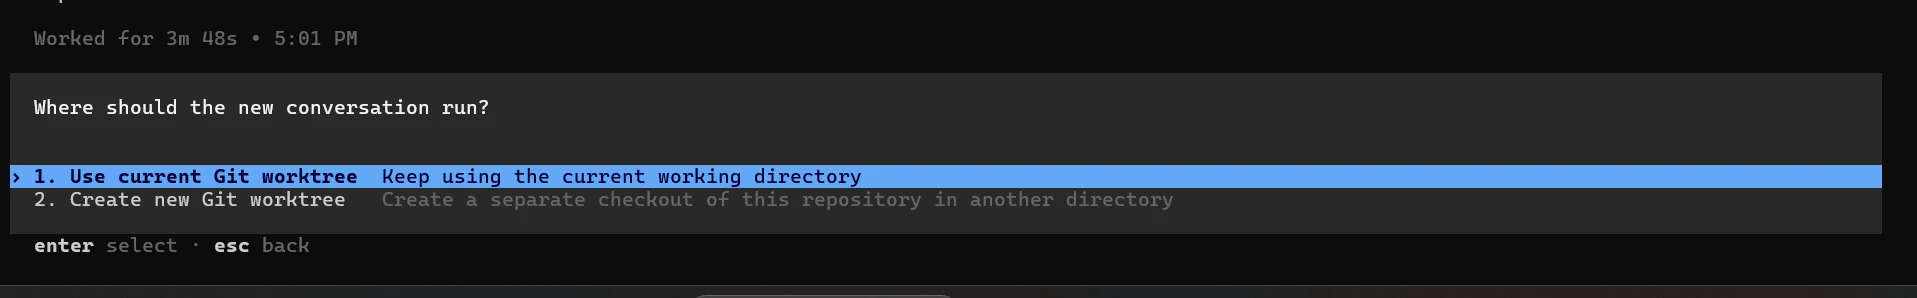 Worked for 3m 48s • 5:01 PM
Where should the new conversation run?
› 1. Use current Git worktree  Keep using the current working directory
2. Create new Git worktree   Create a separate checkout of this repository in another directory
enter select · esc back